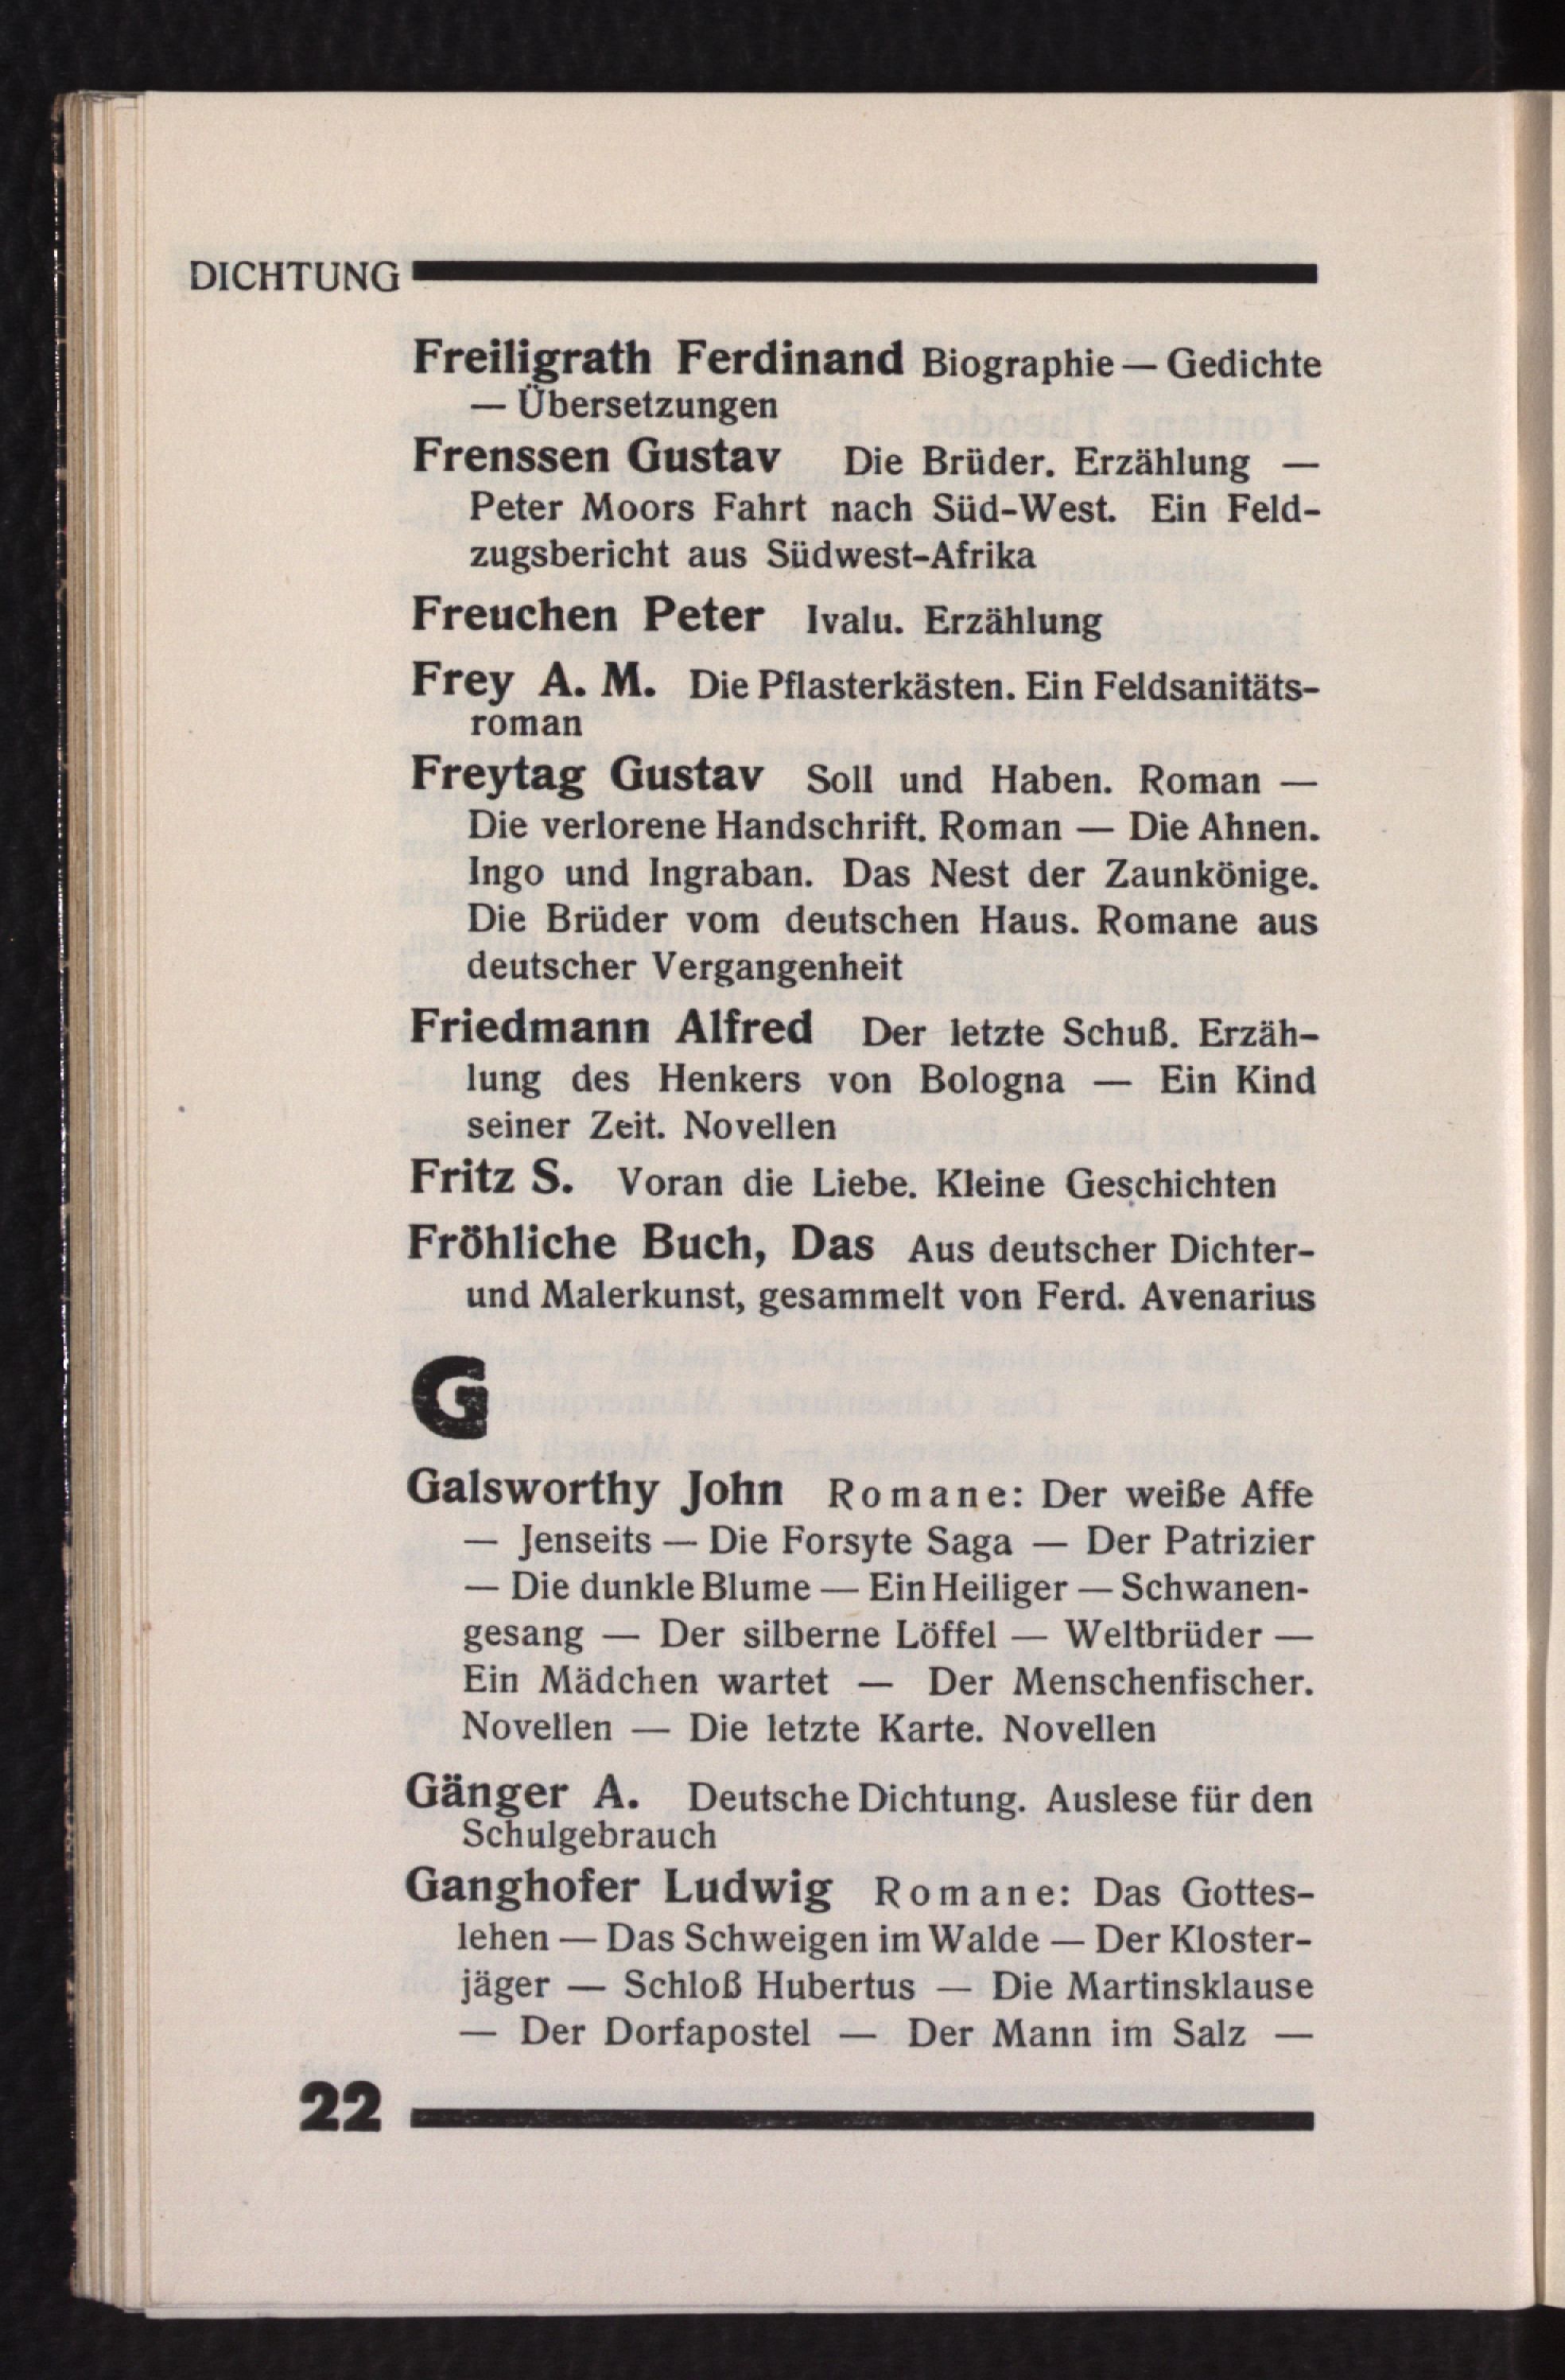 DICHTUNG
Freiligrath Ferdinand Biographie — Gedichte
— Übersetzungen
Frenssen Gustav Die Brüder. Erzählung —
Peter Moors Fahrt nach Süd-West. Ein Feld-
zugsbericht aus Südwest-Afrika
Freuchen Peter Ivalu. Erzählung
Frey A. M. Die Pflasterkästen. Ein Feldsanitäts-
roman
Freytag Gustav Soll und Haben. Roman —
Die verlorene Handschrift. Roman — Die Ahnen.
Ingo und Ingraban. Das Nest der Zaunkönige.
Die Brüder vom deutschen Haus. Romane aus
deutscher Vergangenheit
Friedmann Alfred Der letzte Schuß. Erzäh-
lung des Henkers von Bologna — Ein Kind
seiner Zeit. Novellen
Fritz S. Voran die Liebe. Kleine Geschichten
Fröhliche Buch, Das Aus deutscher Dichter-
und Malerkunst, gesammelt von Ferd. Avenarius
G
Galsworthy John Romane: Der weiße Affe
— Jenseits — Die Forsyte Saga — Der Patrizier
— Die dunkle Blume — Ein Heiliger — Schwanen-
gesang — Der silberne Löffel — Weltbrüder —
Ein Mädchen wartet — Der Menschenfischer.
Novellen — Die letzte Karte. Novellen
Gänger A. Deutsche Dichtung. Auslese für den
Schulgebrauch
Ganghofer Ludwig Romane: Das Gottes-
lehen — Das Schweigen im Walde — Der Kloster-
jäger — Schloß Hubertus — Die Martinsklause
— Der Dorfapostel — Der Mann im Salz —
22